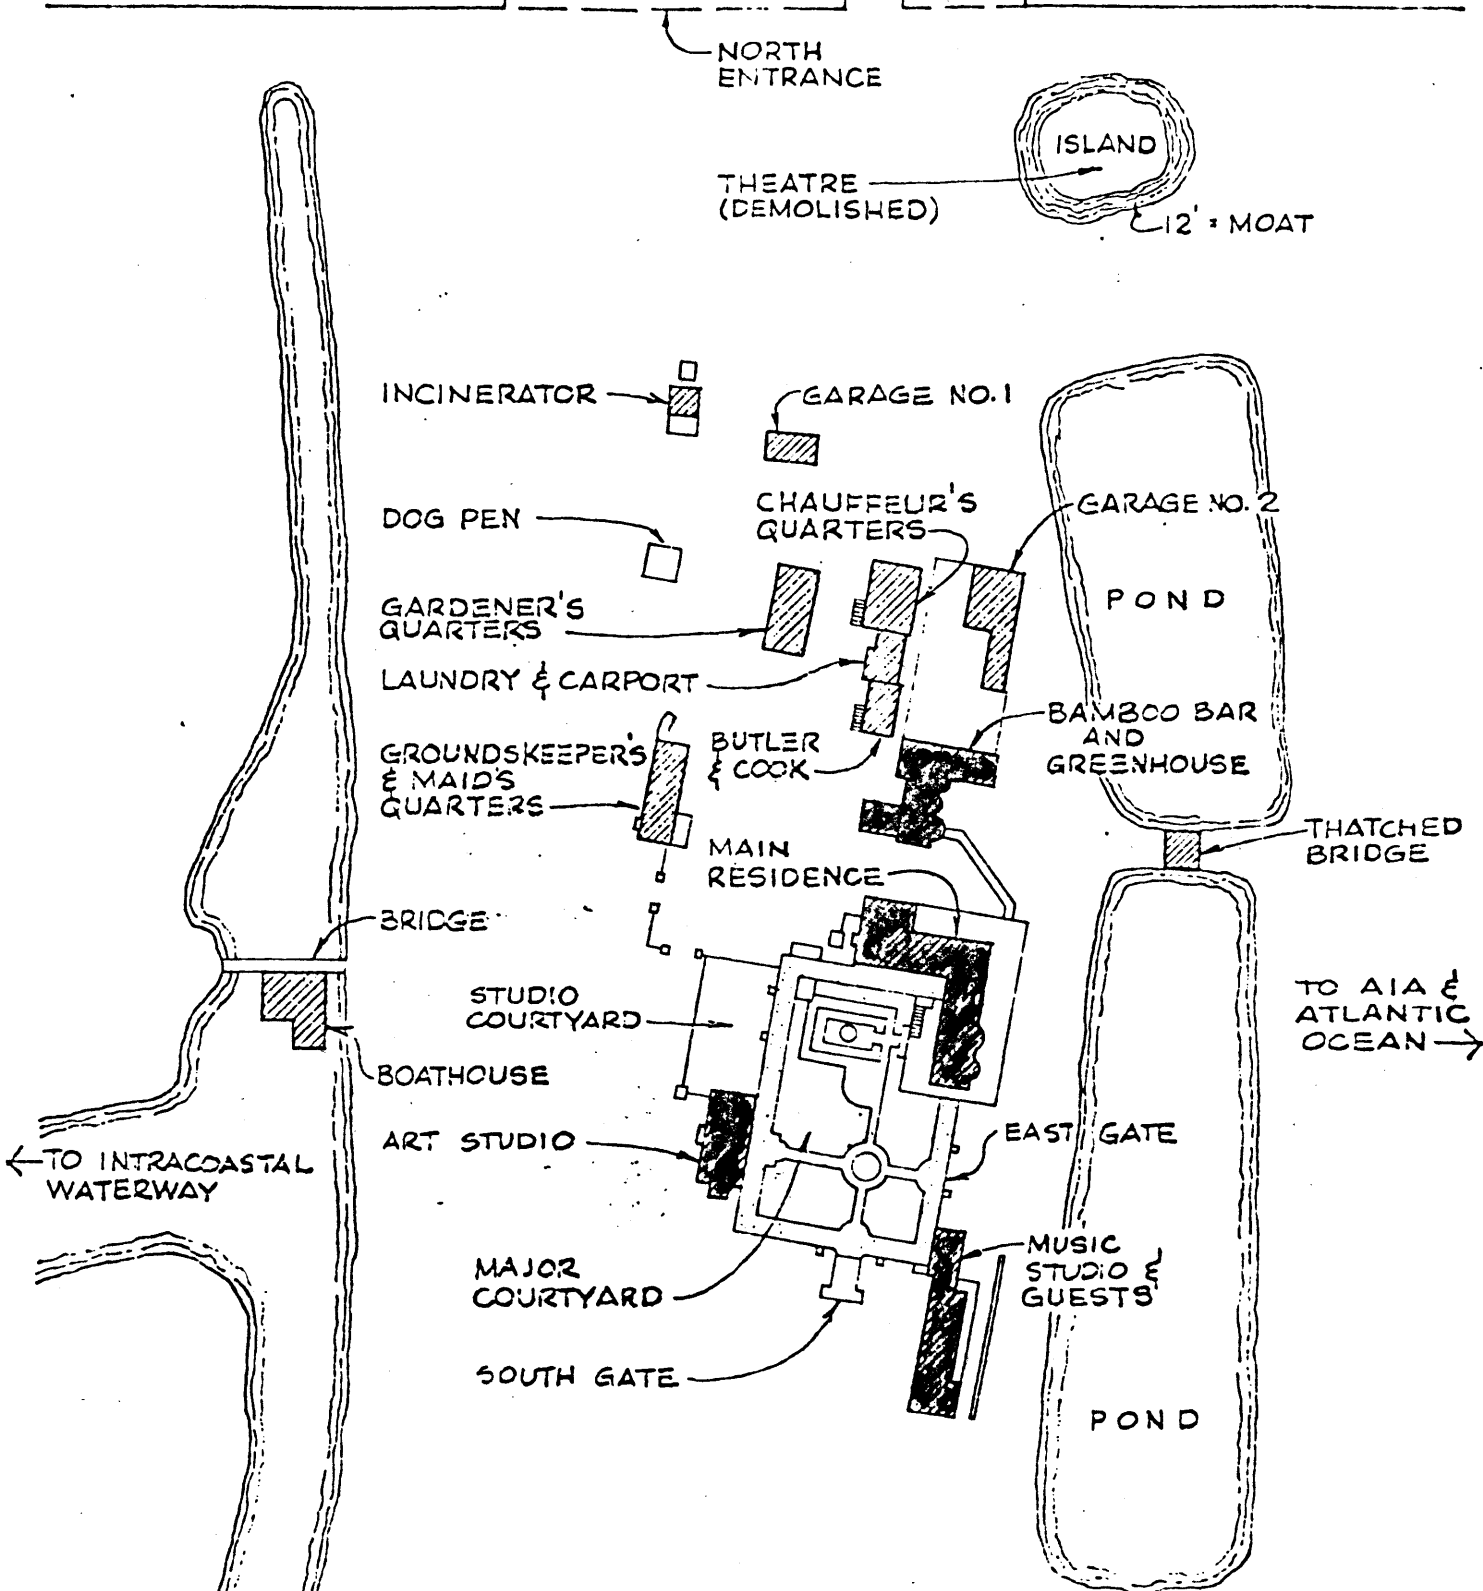 NORTH
ENTRANCE
ISLAND
THEATRE
(DEMOLISHED)
12' ± MOAT
INCINERATOR
GARAGE NO. 1
DOG PEN
CHAUFFEUR'S
QUARTERS
GARAGE NO. 2
POND
GARDENER'S
QUARTERS
LAUNDRY & CARPORT
BAMBOO BAR
AND
GREENHOUSE
GROUNDSKEEPER'S
& MAID'S
QUARTERS
BUTLER
& COOK
THATCHED
BRIDGE
MAIN
RESIDENCE
BRIDGE
STUDIO
COURTYARD
TO A1A &
ATLANTIC
OCEAN
BOATHOUSE
ART STUDIO
EAST GATE
TO INTRACOASTAL
WATERWAY
MUSIC
STUDIO &
GUESTS'
MAJOR
COURTYARD
SOUTH GATE
POND